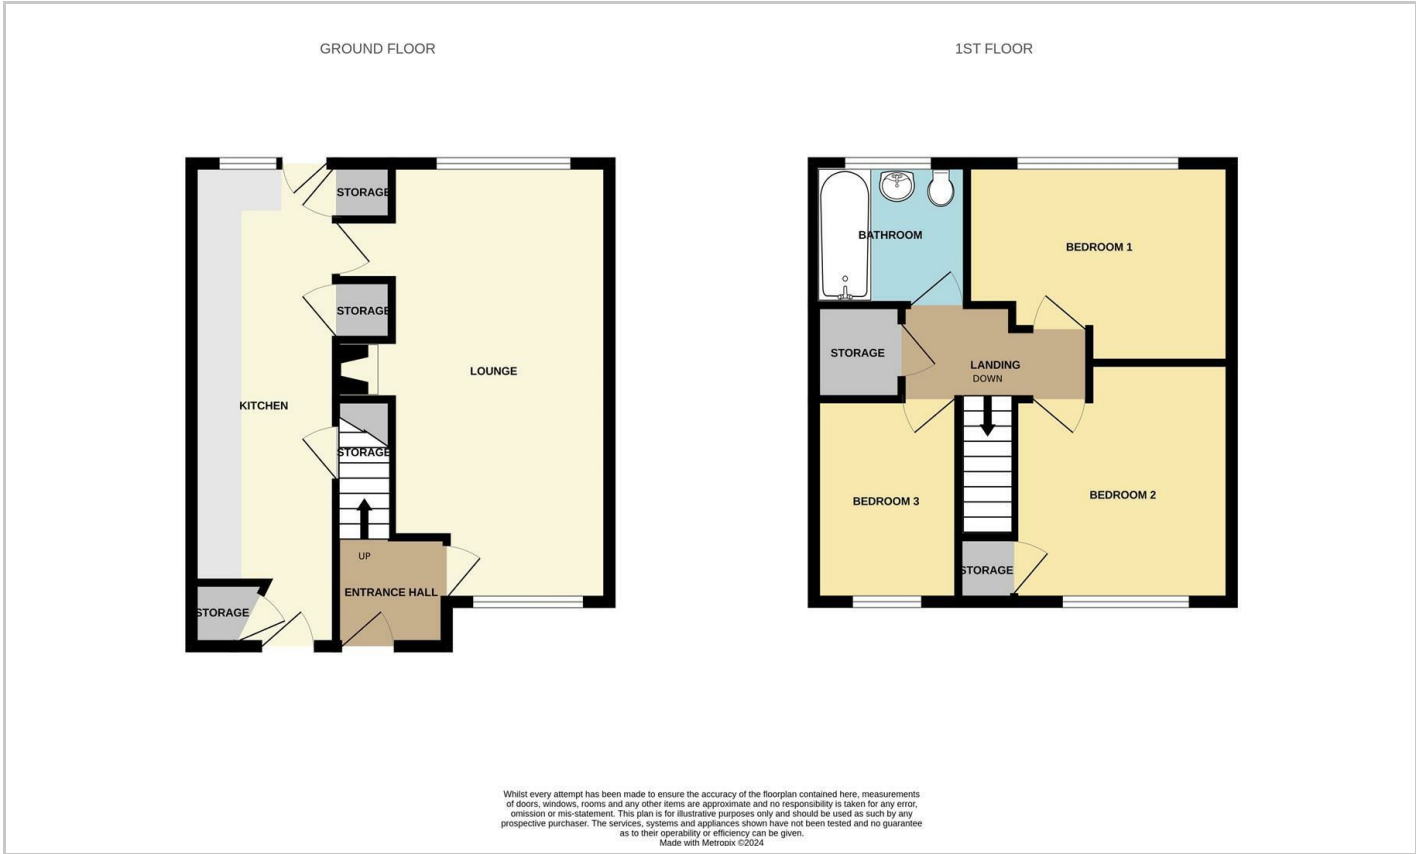 GROUND FLOOR
STORAGE
STORAGE
LOUNGE
KITCHEN
STORAGE
UP
ENTRANCE HALL
STORAGE
1ST FLOOR
BATHROOM
BEDROOM 1
STORAGE
LANDING
DOWN
BEDROOM 3
BEDROOM 2
STORAGE
Whilst every attempt has been made to ensure the accuracy of the floorplan contained here, measurements
of doors, windows, rooms and any other items are approximate and no responsibility is taken for any error,
omission or mis-statement. This plan is for illustrative purposes only and should be used as such by any
prospective purchaser. The services, systems and appliances shown have not been tested and no guarantee
as to their operability or efficiency can be given.
Made with Metropix ©2024